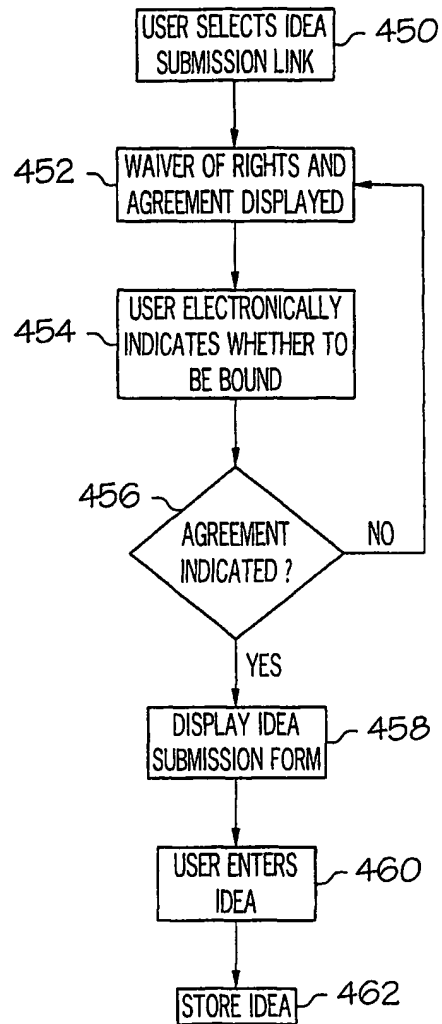 USER SELECTS IDEA
SUBMISSION LINK
450
452
WAIVER OF RIGHTS AND
AGREEMENT DISPLAYED
454
USER ELECTRONICALLY
INDICATES WHETHER TO
BE BOUND
456
AGREEMENT
INDICATED ?
NO
YES
DISPLAY IDEA
SUBMISSION FORM
458
USER ENTERS
IDEA
460
STORE IDEA
462